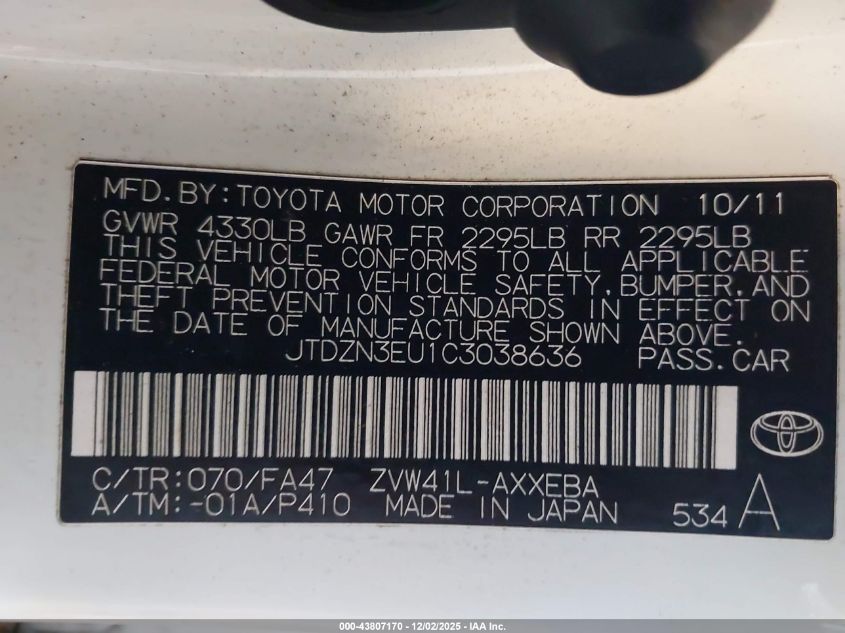 MFD. BY: TOYOTA MOTOR CORPORATION 10/11
GVWR 4330LB GAWR FR 2295LB RR 2295LB
THIS VEHICLE CONFORMS TO ALL APPLICABLE
FEDERAL MOTOR VEHICLE SAFETY, BUMPER, AND
THEFT PREVENTION STANDARDS IN EFFECT ON
THE DATE OF MANUFACTURE SHOWN ABOVE.
JTDZN3EU1C3038636 PASS. CAR
C/TR: 070/FA47 ZVW41L-AXXEBA
A/TM: -01A/P410 MADE IN JAPAN 534 A
000-43807170 - 12/02/2025 - IAA Inc.